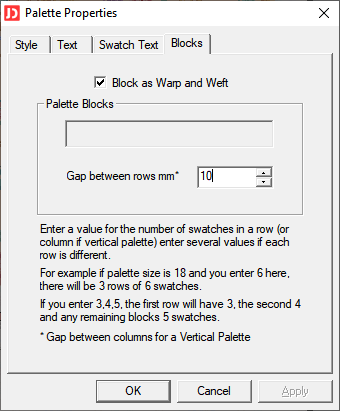 JD Palette Properties
Style Text Swatch Text Blocks
Block as Warp and Weft
Palette Blocks
Gap between rows mm* 10
Enter a value for the number of swatches in a row (or
column if vertical palette) enter several values if each
row is different.
For example if palette size is 18 and you enter 6 here,
there will be 3 rows of 6 swatches.
If you enter 3,4,5, the first row will have 3, the second 4
and any remaining blocks 5 swatches.
* Gap between columns for a Vertical Palette
OK Cancel Apply